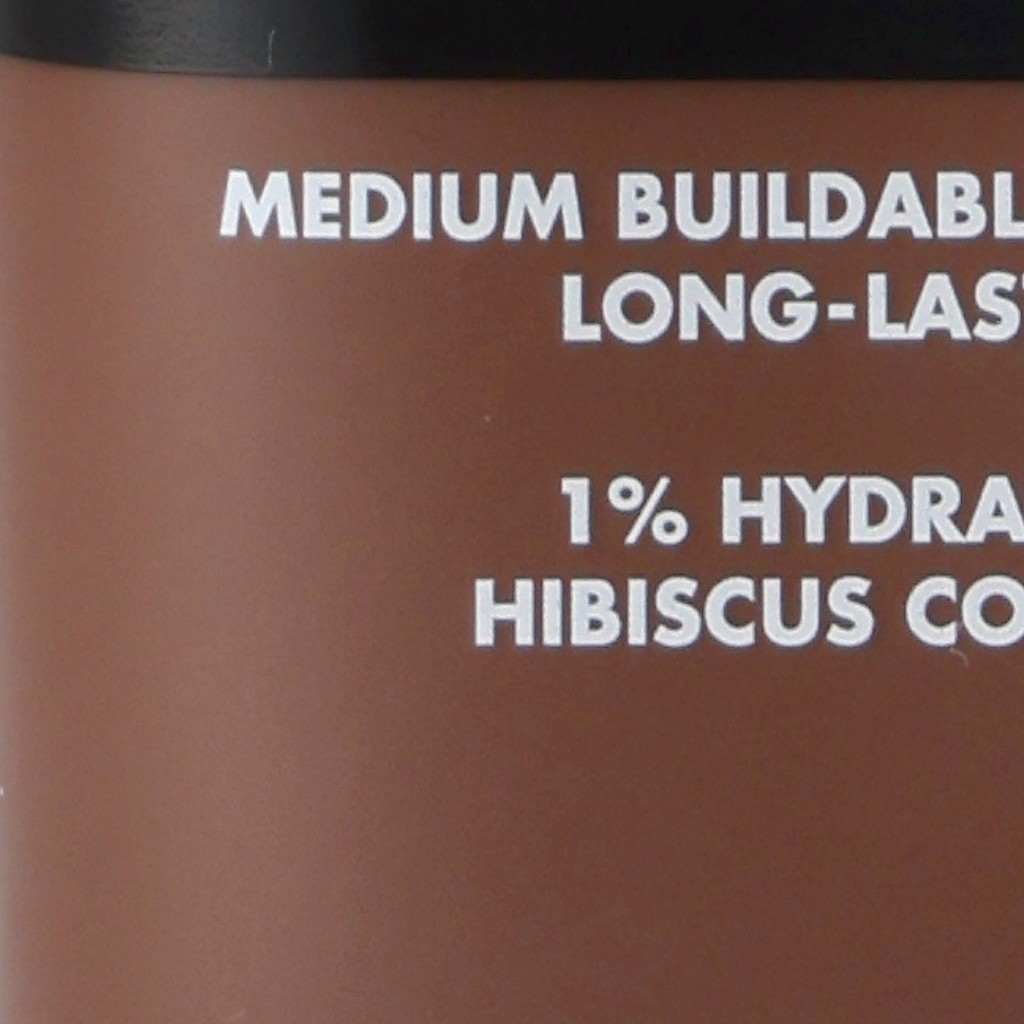 MEDIUM BUILDABL
LONG-LAS
1% HYDRA
HIBISCUS CO